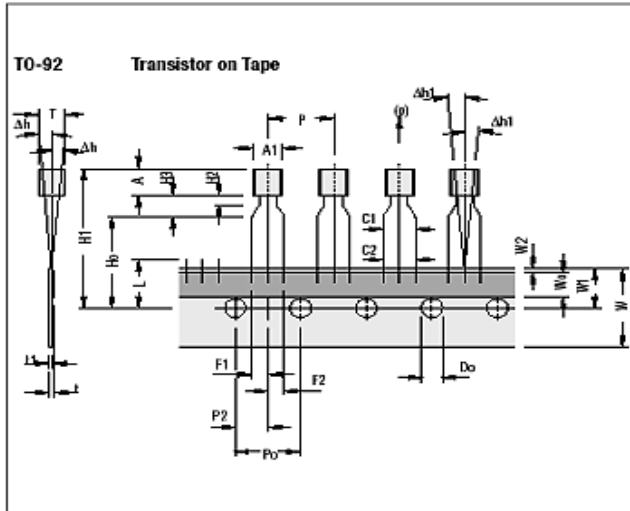 TO-92 Transistor on Tape
Δh T
Δh
P
(p)
Δh1
Δh1
A1
A
H3
H2
H1
Ho
L
C1
C2
W2
Wo
W1
W
F1
F2
Do
P2
Po
t